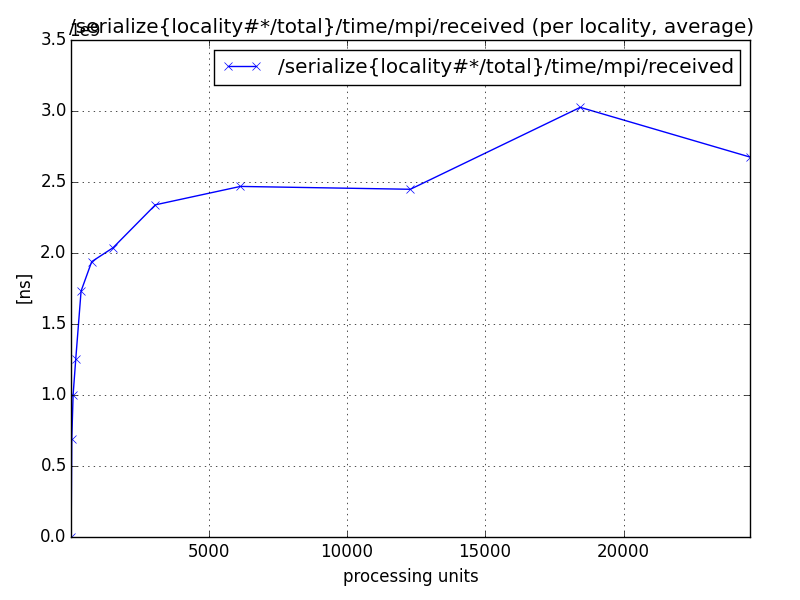 /serialize{locality#*/total}/time/mpi/received (per locality, average)
1e9
/serialize{locality#*/total}/time/mpi/received
3.5
3.0
2.5
2.0
1.5
1.0
0.5
0.0
[ns]
5000 10000 15000 20000
processing units